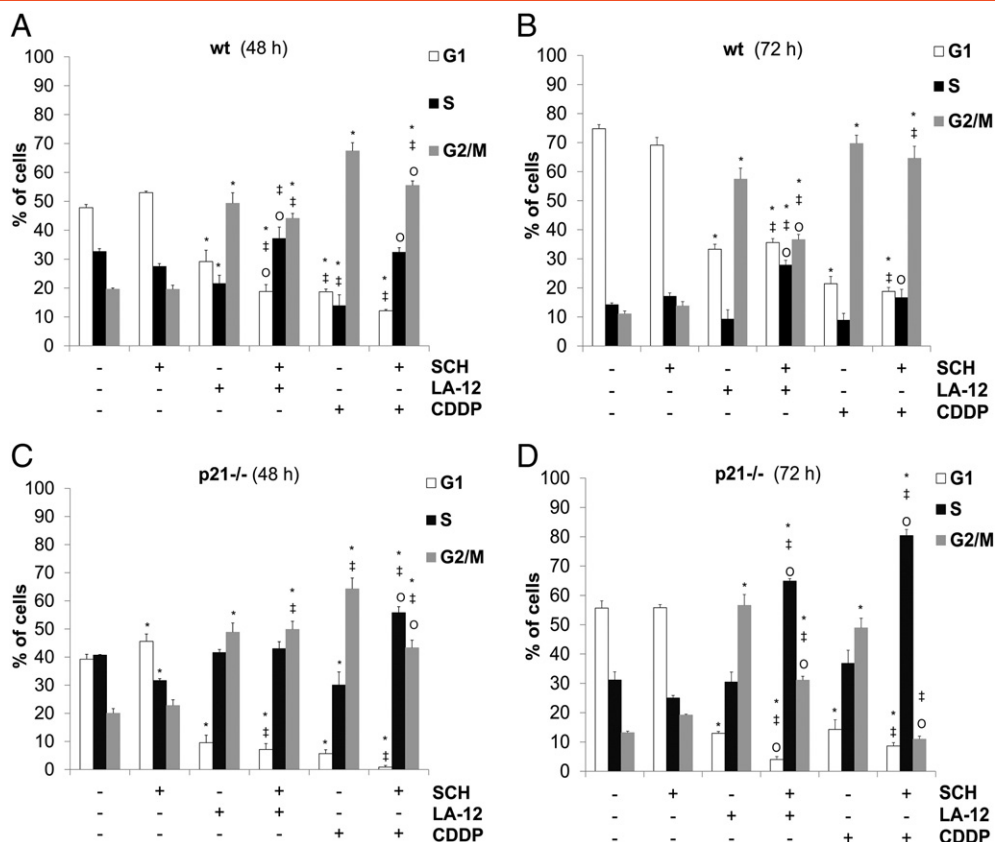 A
wt (48 h)
% of cells
100
90
80
70
60
50
40
30
20
10
0
G1
S
G2/M
* * * * ‡ O ‡ O * ‡ * ‡ * ‡ * * ‡ O * ‡ O
- + - + - + SCH
- - + + - - LA-12
- - - - + + CDDP
B
wt (72 h)
% of cells
100
90
80
70
60
50
40
30
20
10
0
G1
S
G2/M
* * * ‡ * ‡ O * ‡ O * * * ‡ O * ‡
- + - + - + SCH
- - + + - - LA-12
- - - - + + CDDP
C
p21-/- (48 h)
% of cells
100
90
80
70
60
50
40
30
20
10
0
G1
S
G2/M
* * * * * ‡ * ‡ * * * ‡ * ‡ * ‡ O * ‡ O
- + - + - + SCH
- - + + - - LA-12
- - - - + + CDDP
D
p21-/- (72 h)
% of cells
100
90
80
70
60
50
40
30
20
10
0
G1
S
G2/M
* * * ‡ O * ‡ O * ‡ O * * * ‡ * ‡ O ‡ O
- + - + - + SCH
- - + + - - LA-12
- - - - + + CDDP